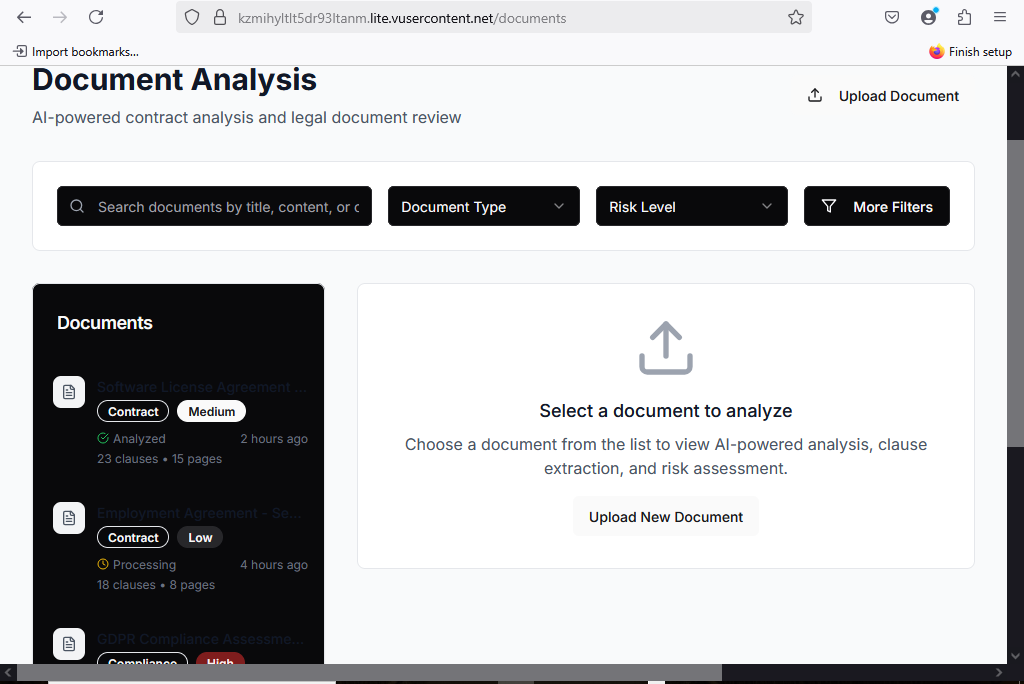 kzmihyltlt5dr93ltanm.lite.vusercontent.net/documents
Import bookmarks...
Finish setup
Document Analysis
AI-powered contract analysis and legal document review
Upload Document
Search documents by title, content, or c
Document Type
Risk Level
More Filters
Documents
Software License Agreement ...
Contract
Medium
Analyzed
2 hours ago
23 clauses • 15 pages
Employment Agreement - Se...
Contract
Low
Processing
4 hours ago
18 clauses • 8 pages
GDPR Compliance Assessme...
Compliance
High
Select a document to analyze
Choose a document from the list to view AI-powered analysis, clause
extraction, and risk assessment.
Upload New Document